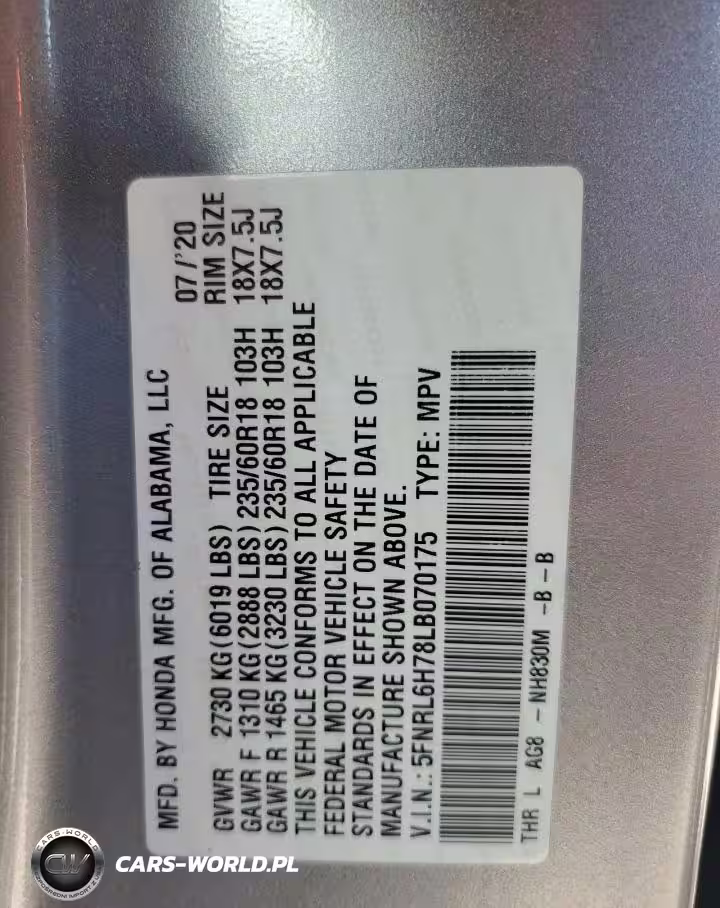 MFD. BY HONDA MFG. OF ALABAMA, LLC 07/'20
GVWR 2730 KG (6019 LBS) TIRE SIZE RIM SIZE
GAWR F 1310 KG (2888 LBS) 235/60R18 103H 18X7.5J
GAWR R 1465 KG (3230 LBS) 235/60R18 103H 18X7.5J
THIS VEHICLE CONFORMS TO ALL APPLICABLE
FEDERAL MOTOR VEHICLE SAFETY
STANDARDS IN EFFECT ON THE DATE OF
MANUFACTURE SHOWN ABOVE.
V.I.N.: 5FNRL6H78LB070175 TYPE: MPV
THR L AG8 - NH830M -B - B
CARS-WORLD
CW
CARS-WORLD.PL